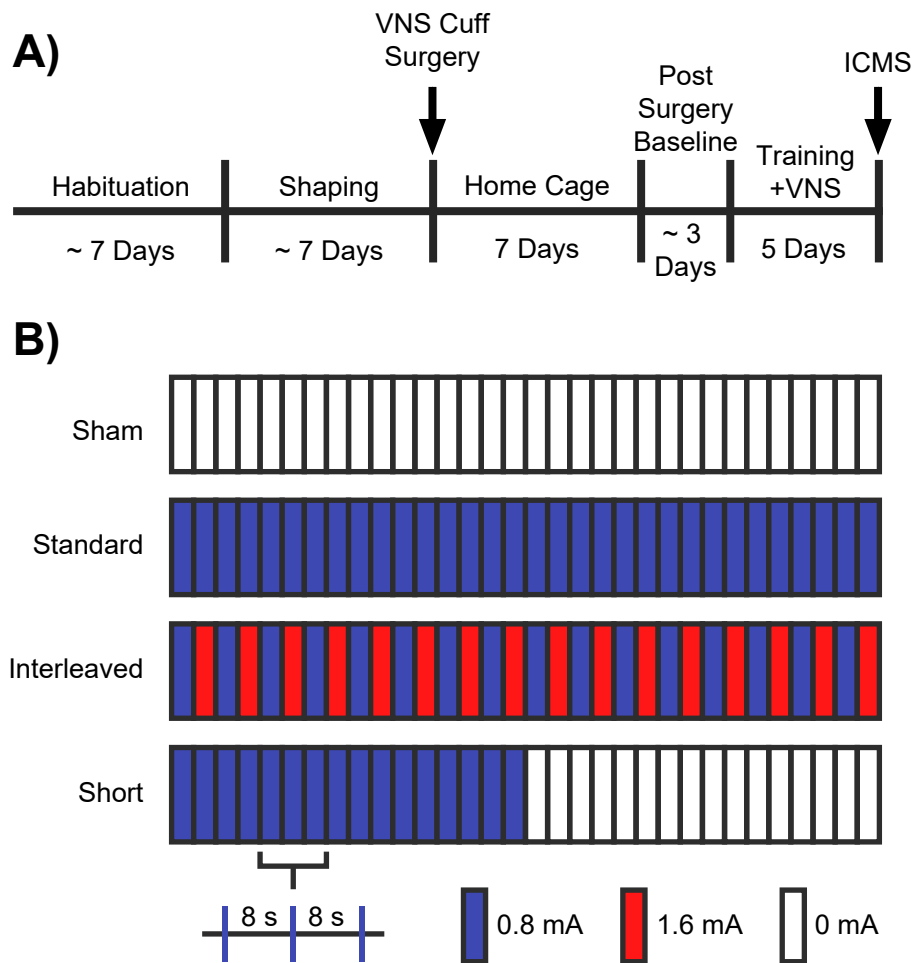 A)
VNS Cuff
Surgery
Post
Surgery
Baseline
ICMS
Habituation
Shaping
Home Cage
Training
+VNS
~ 7 Days
~ 7 Days
7 Days
~ 3
Days
5 Days
B)
Sham
Standard
Interleaved
Short
8 s
8 s
0.8 mA
1.6 mA
0 mA